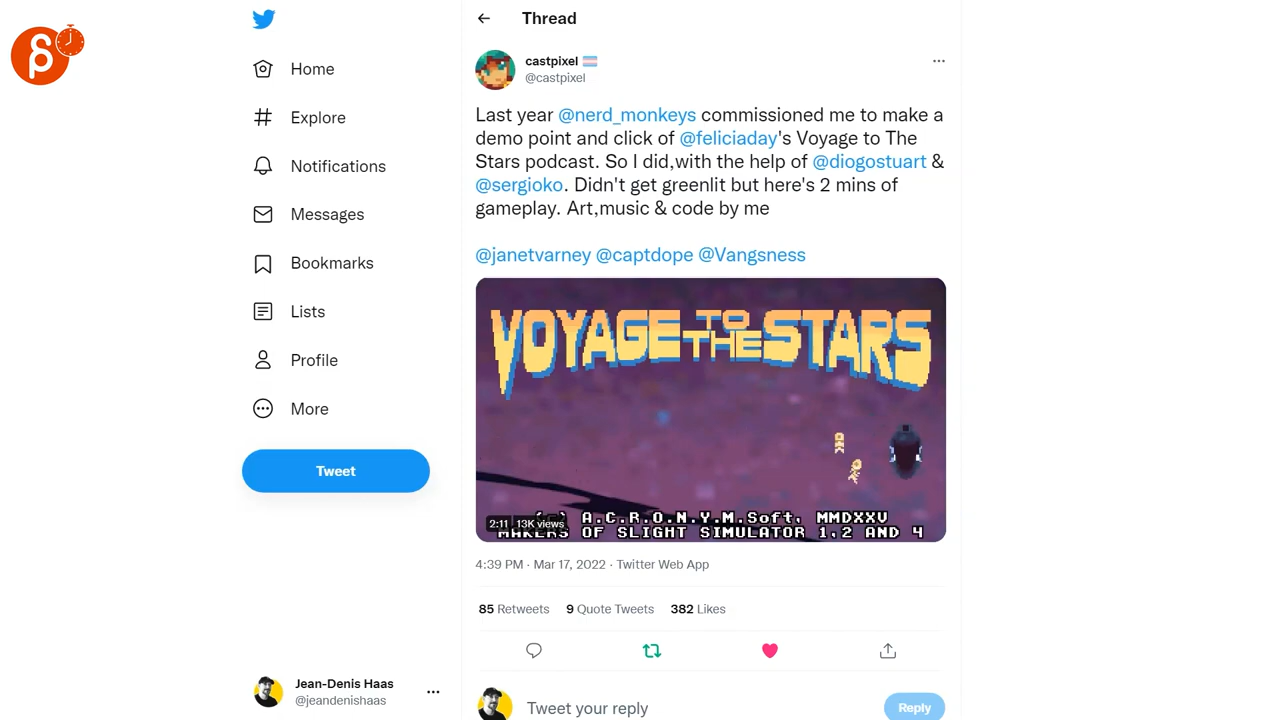 Thread
Home
Explore
Notifications
Messages
Bookmarks
Lists
Profile
More
Tweet
Jean-Denis Haas
@jeandenishaas
castpixel
@castpixel
Last year @nerd_monkeys commissioned me to make a
demo point and click of @feliciaday's Voyage to The
Stars podcast. So I did,with the help of @diogostuart &
@sergioko. Didn't get greenlit but here's 2 mins of
gameplay. Art,music & code by me
@janetvarney @captdope @Vangsness
VOYAGE TO THE STARS
A.C.R.O.N.Y.M.Soft, MMDXXV
MAKERS OF SLIGHT SIMULATOR 1,2 AND 4
2:11 13K views
4:39 PM · Mar 17, 2022 · Twitter Web App
85 Retweets 9 Quote Tweets 382 Likes
Tweet your reply
Reply